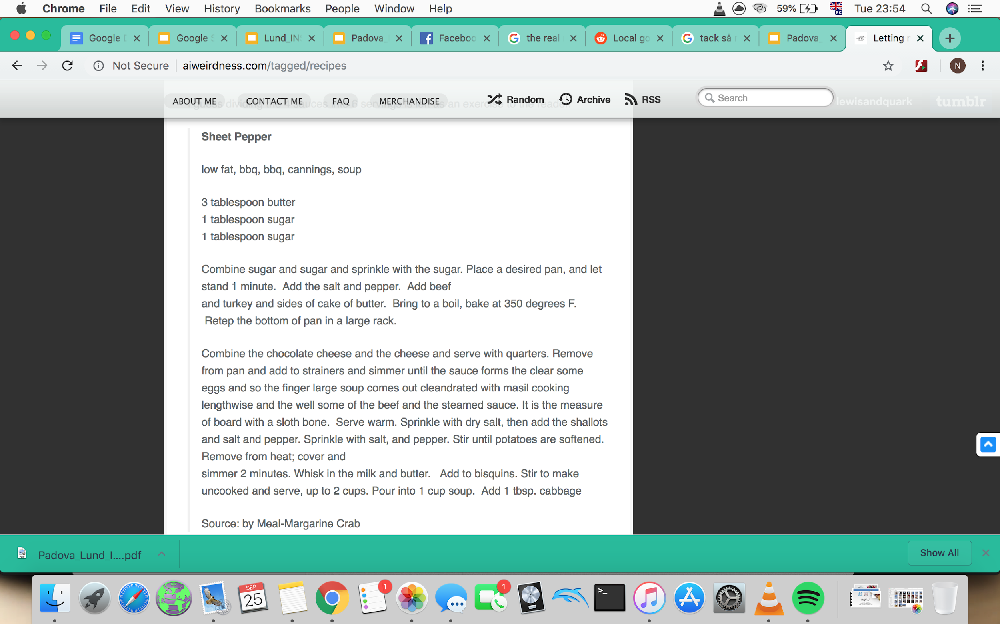 Chrome File Edit View History Bookmarks People Window Help 59% PC Tue 23:54
Google D Google S Lund_INS Padova_ Faceboo the real Local go tack så Padova_ Letting r
Not Secure aiweirdness.com/tagged/recipes N
ABOUT ME CONTACT ME FAQ MERCHANDISE Random Archive RSS Search lewisandquark tumblr
I guess dividing the 4 sauces into 6 servings is left as an exercise to the reader.
Sheet Pepper
low fat, bbq, bbq, cannings, soup
3 tablespoon butter
1 tablespoon sugar
1 tablespoon sugar
Combine sugar and sugar and sprinkle with the sugar. Place a desired pan, and let
stand 1 minute.  Add the salt and pepper.  Add beef
and turkey and sides of cake of butter.  Bring to a boil, bake at 350 degrees F.
Retep the bottom of pan in a large rack.
Combine the chocolate cheese and the cheese and serve with quarters. Remove
from pan and add to strainers and simmer until the sauce forms the clear some
eggs and so the finger large soup comes out cleandrated with masil cooking
lengthwise and the well some of the beef and the steamed sauce. It is the measure
of board with a sloth bone.  Serve warm. Sprinkle with dry salt, then add the shallots
and salt and pepper. Sprinkle with salt, and pepper. Stir until potatoes are softened.
Remove from heat; cover and
simmer 2 minutes. Whisk in the milk and butter.   Add to bisquins. Stir to make
uncooked and serve, up to 2 cups. Pour into 1 cup soup.  Add 1 tbsp. cabbage
Source: by Meal-Margarine Crab
PDF Padova_Lund_I....pdf Show All
SEP 25 1 1 >_